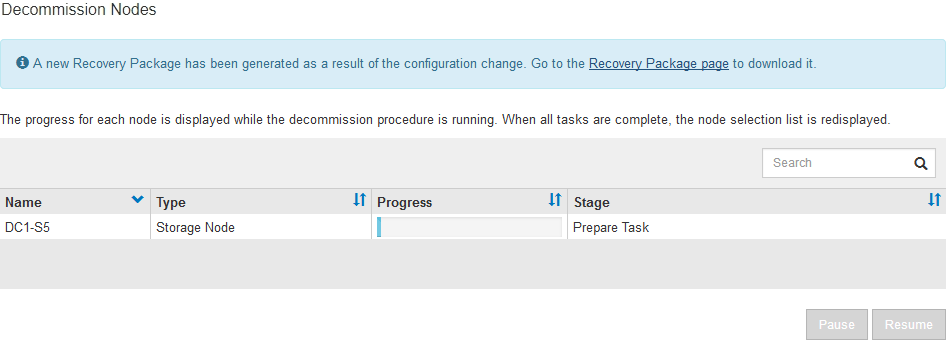 Decommission Nodes
A new Recovery Package has been generated as a result of the configuration change. Go to the Recovery Package page to download it.
The progress for each node is displayed while the decommission procedure is running. When all tasks are complete, the node selection list is redisplayed.
Search
Name Type Progress Stage
DC1-S5 Storage Node Prepare Task
Pause Resume